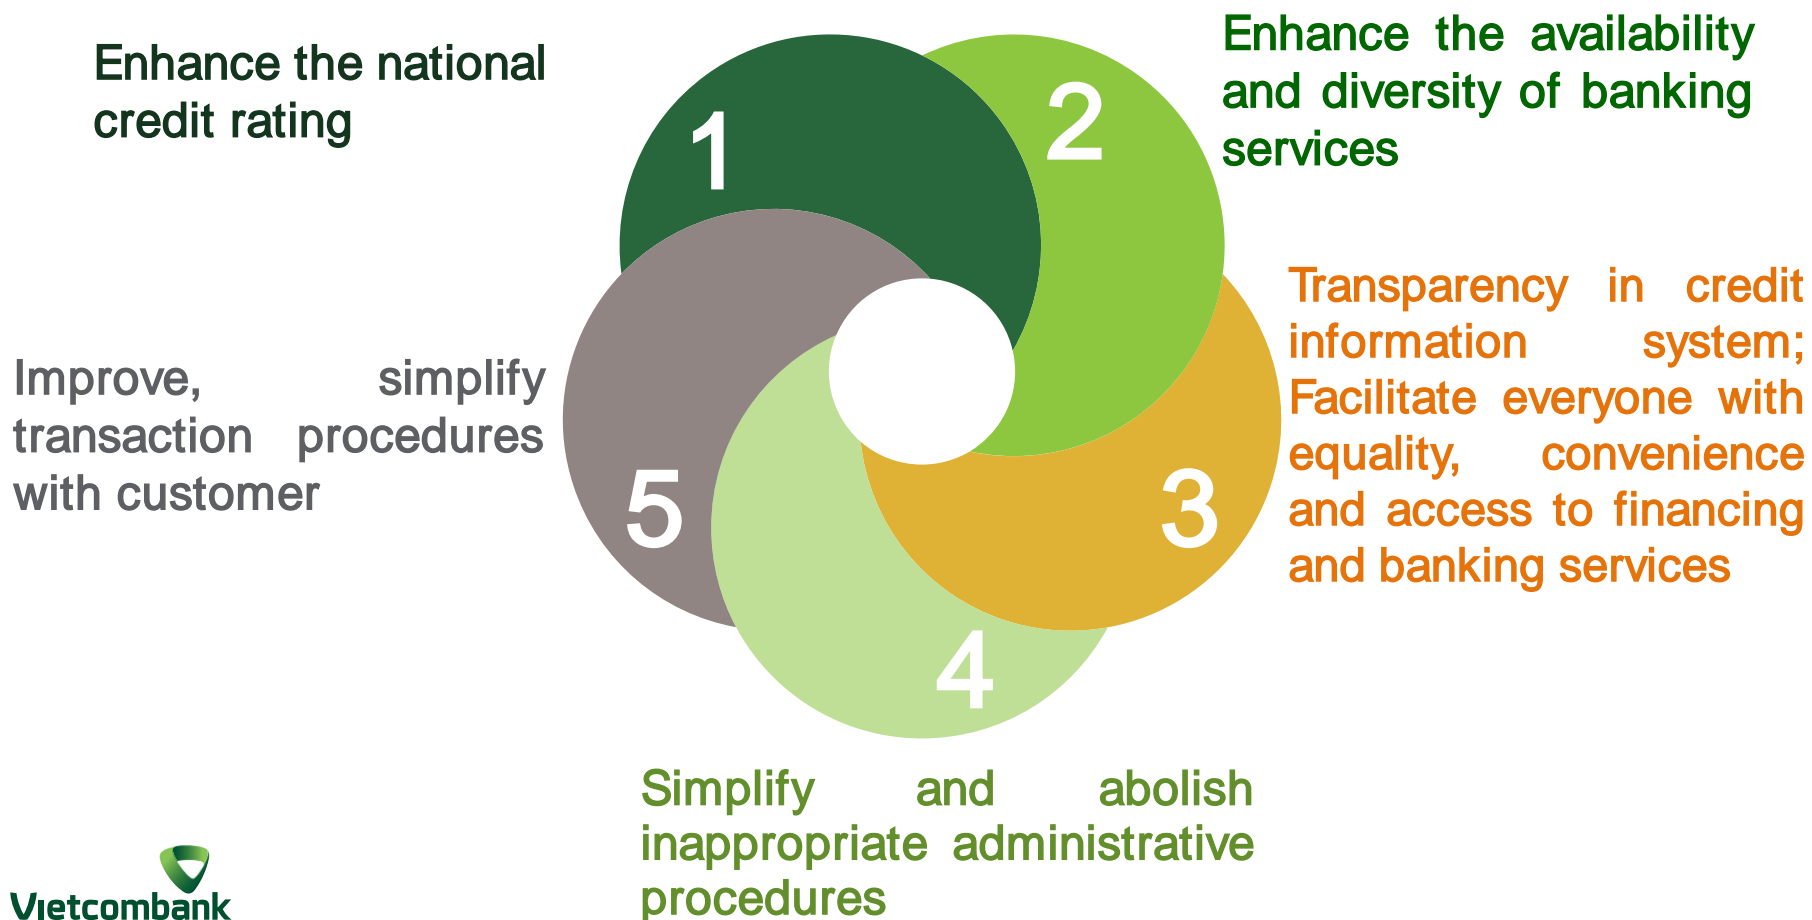 Enhance the national
credit rating
1
2
Enhance the availability
and diversity of banking
services
Transparency in credit
information system;
Facilitate everyone with
equality, convenience
and access to financing
and banking services
3
Improve, simplify
transaction procedures
with customer
5
4
Simplify and abolish
inappropriate administrative
procedures
Vietcombank